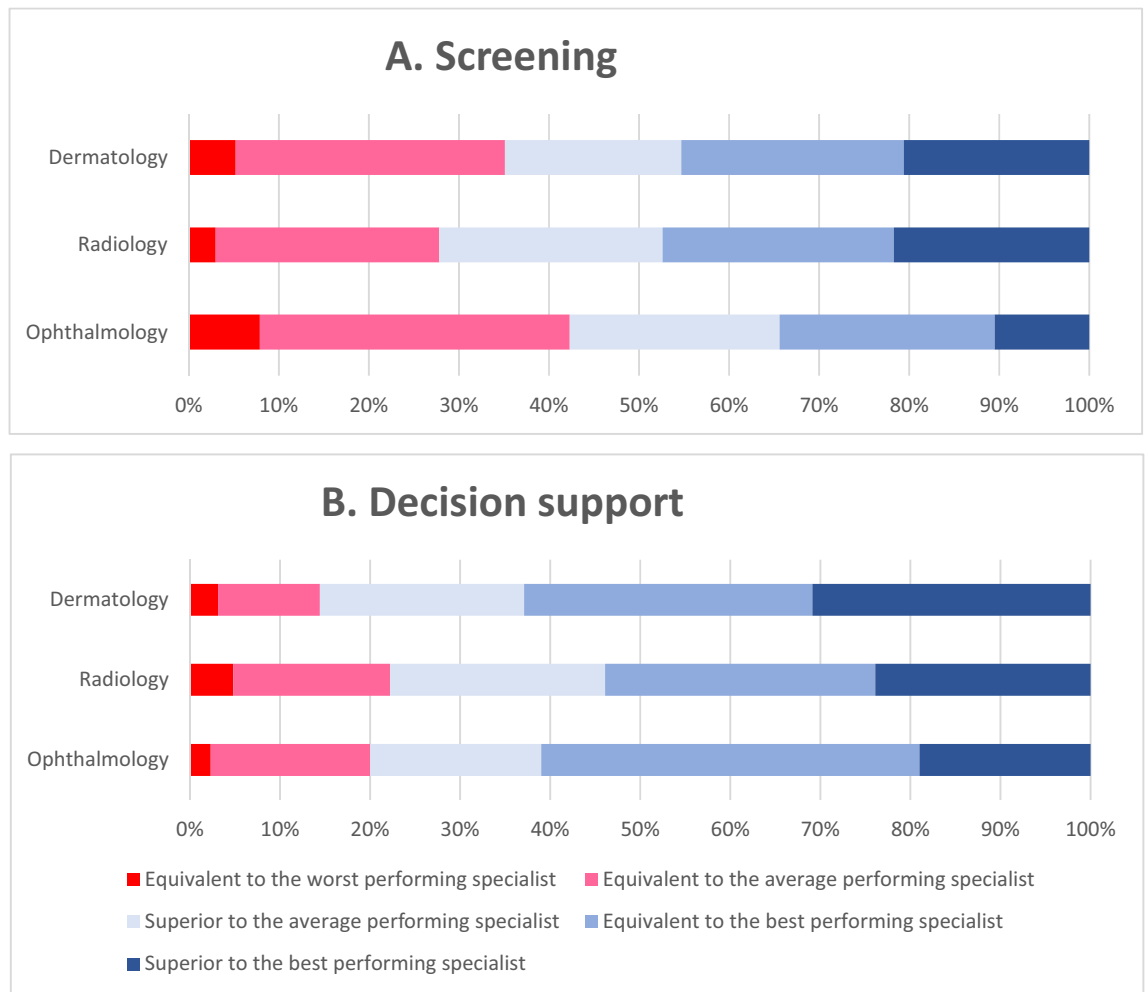 A. Screening
Dermatology
Radiology
Ophthalmology
0% 10% 20% 30% 40% 50% 60% 70% 80% 90% 100%
B. Decision support
Dermatology
Radiology
Ophthalmology
0% 10% 20% 30% 40% 50% 60% 70% 80% 90% 100%
Equivalent to the worst performing specialist Equivalent to the average performing specialist
Superior to the average performing specialist Equivalent to the best performing specialist
Superior to the best performing specialist